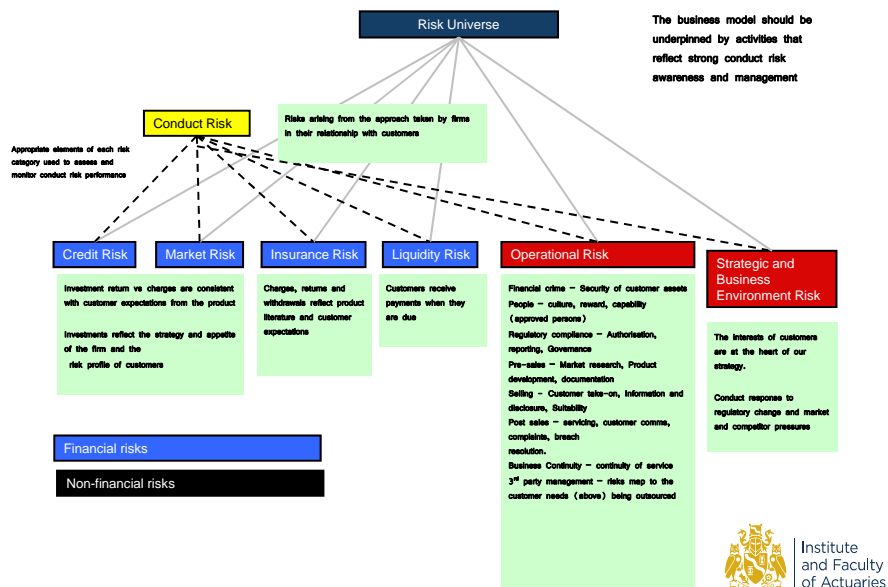 Risk Universe
The business model should be
underpinned by activities that
reflect strong conduct risk
awareness and management
Conduct Risk
Risks arising from the approach taken by firms
in their relationship with customers
Appropriate elements of each risk
category used to assess and
monitor conduct risk performance
Credit Risk
Market Risk
Insurance Risk
Liquidity Risk
Operational Risk
Strategic and
Business
Environment Risk
Investment return vs charges are consistent
with customer expectations from the product
Investments reflect the strategy and appetite
of the firm and the
risk profile of customers
Charges, returns and
withdrawals reflect product
literature and customer
expectations
Customers receive
payments when they
are due
Financial crime – Security of customer assets
People – culture, reward, capability
(approved persons)
Regulatory compliance – Authorisation,
reporting, Governance
Pre-sales – Market research, Product
development, documentation
Selling - Customer take-on, Information and
disclosure, Suitability
Post sales – servicing, customer comms,
complaints, breach
resolution.
Business Continuity – continuity of service
3rd party management – risks map to the
customer needs (above) being outsourced
The interests of customers
are at the heart of our
strategy.
Conduct response to
regulatory change and market
and competitor pressures
Financial risks
Non-financial risks
Institute
and Faculty
of Actuaries